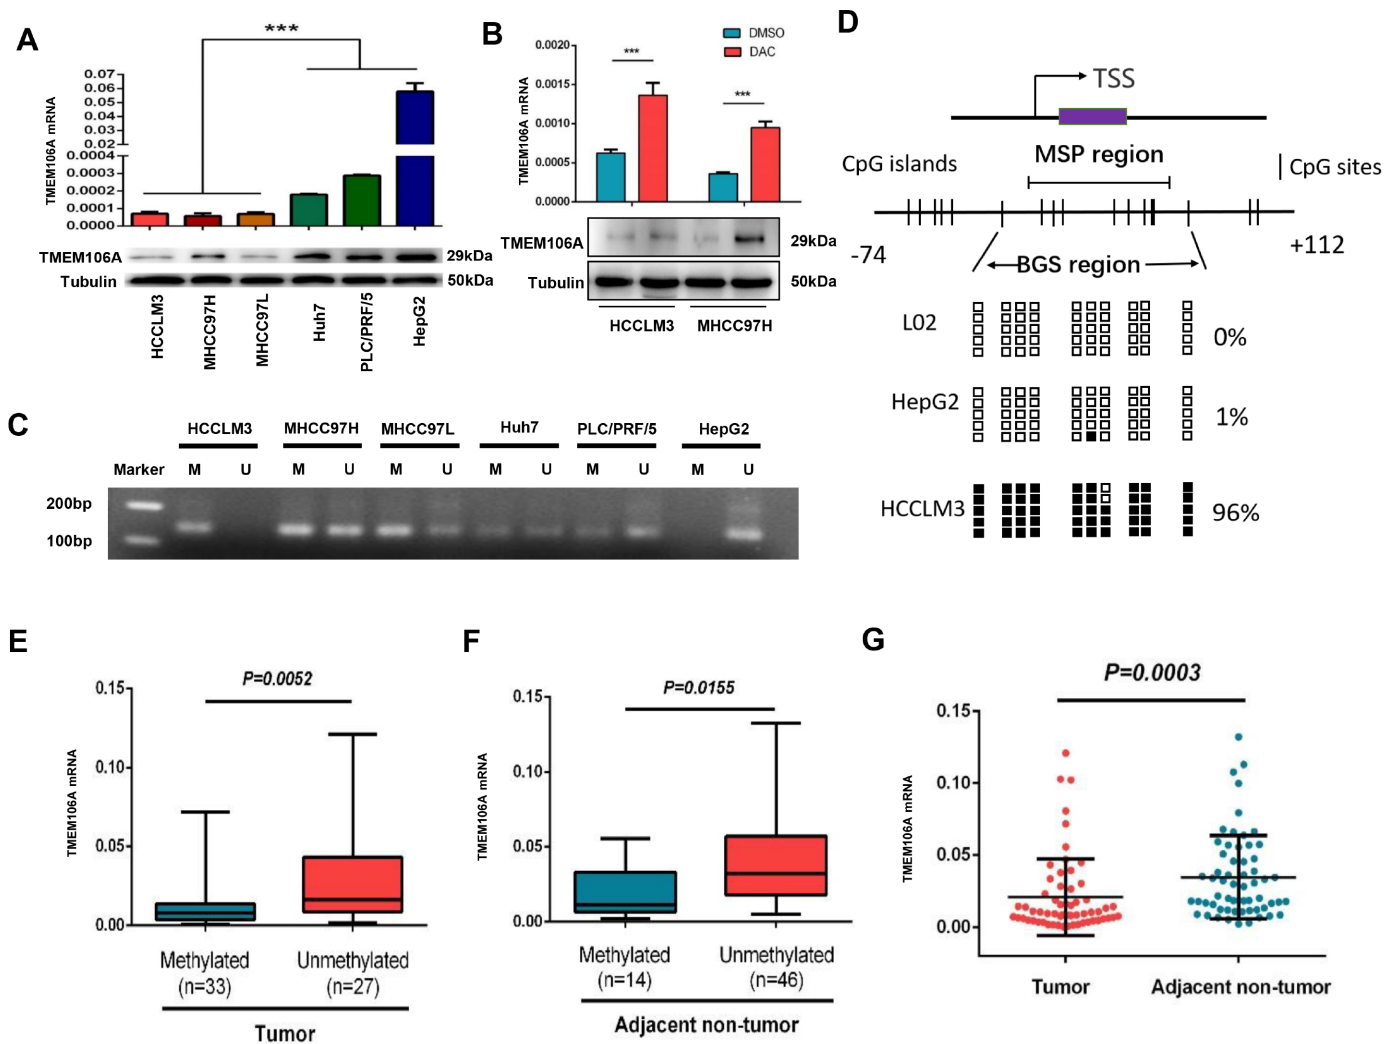 A
***
TMEM106A mRNA
0.07
0.06
0.05
0.04
0.03
0.02
0.0004
0.0003
0.0002
0.0001
0.0000
TMEM106A
29kDa
Tubulin
50kDa
HCCLM3
MHCC97H
MHCC97L
Huh7
PLC/PRF/5
HepG2
B
DMSO
DAC
TMEM106A mRNA
0.0020
0.0015
0.0010
0.0005
0.0000
***
***
TMEM106A
29kDa
Tubulin
50kDa
HCCLM3 MHCC97H
C
HCCLM3 MHCC97H MHCC97L Huh7 PLC/PRF/5 HepG2
Marker M U M U M U M U M U M U
200bp
100bp
D
TSS
CpG islands MSP region CpG sites
-74 +112
BGS region
L02 0%
HepG2 1%
HCCLM3 96%
E
P=0.0052
TMEM106A mRNA
0.15
0.10
0.05
0.00
Methylated Unmethylated
(n=33) (n=27)
Tumor
F
P=0.0155
TMEM106A mRNA
0.15
0.10
0.05
0.00
Methylated Unmethylated
(n=14) (n=46)
Adjacent non-tumor
G
P=0.0003
TMEM106A mRNA
0.15
0.10
0.05
0.00
Tumor Adjacent non-tumor